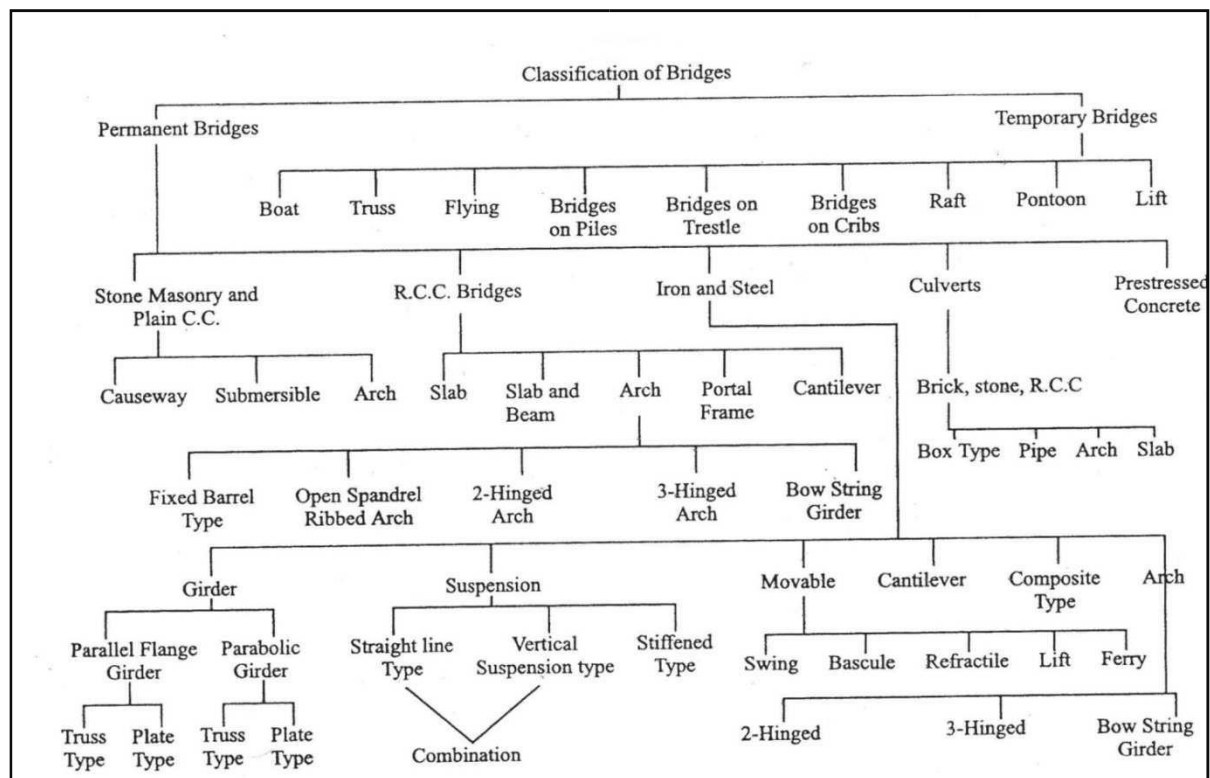 Classification of Bridges
Permanent Bridges
Temporary Bridges
Boat
Truss
Flying
Bridges
on Piles
Bridges on
Trestle
Bridges
on Cribs
Raft
Pontoon
Lift
Stone Masonry and
Plain C.C.
R.C.C. Bridges
Iron and Steel
Culverts
Prestressed
Concrete
Causeway
Submersible
Arch
Slab
Slab and
Beam
Arch
Portal
Frame
Cantilever
Brick, stone, R.C.C
Box Type
Pipe
Arch
Slab
Fixed Barrel
Type
Open Spandrel
Ribbed Arch
2-Hinged
Arch
3-Hinged
Arch
Bow String
Girder
Girder
Suspension
Movable
Cantilever
Composite
Type
Arch
Parallel Flange
Girder
Parabolic
Girder
Straight line
Type
Vertical
Suspension type
Stiffened
Type
Swing
Bascule
Refractile
Lift
Ferry
Truss
Type
Plate
Type
Truss
Type
Plate
Type
Combination
2-Hinged
3-Hinged
Bow String
Girder